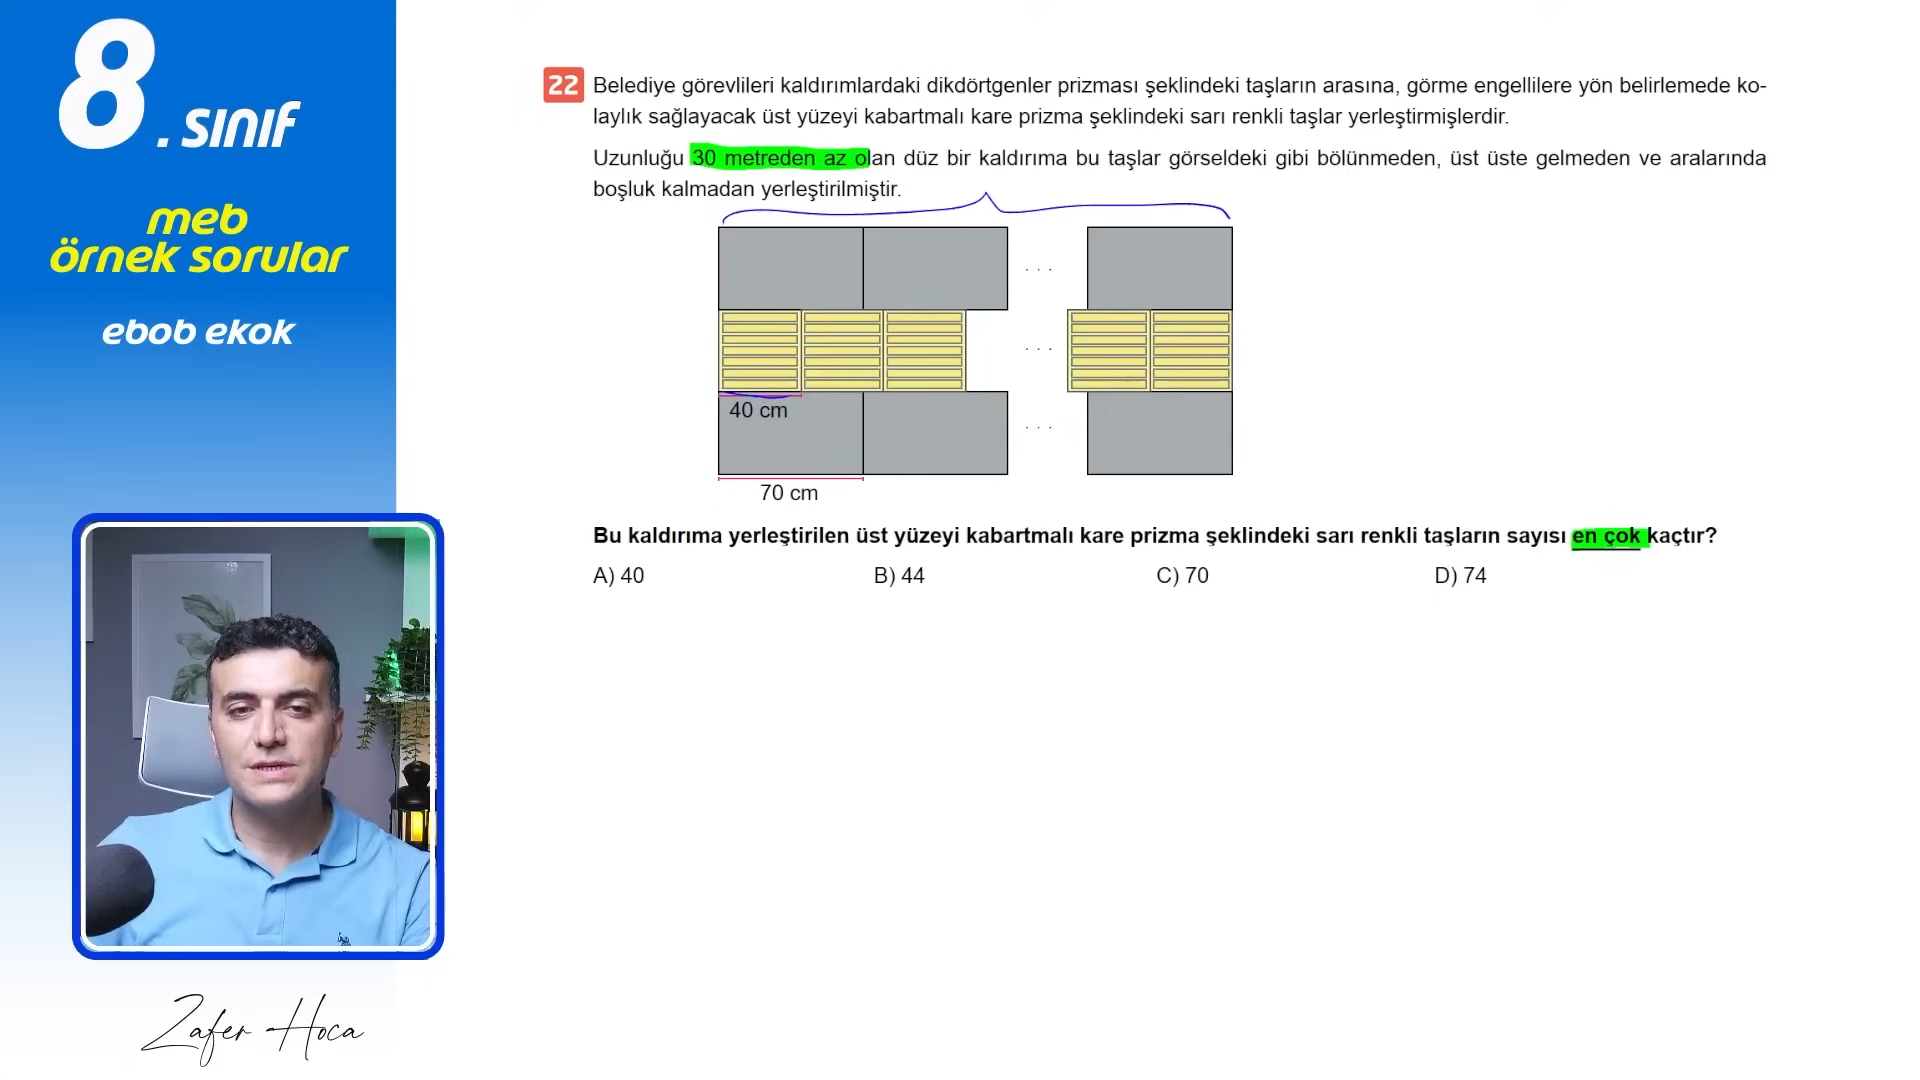 8. sınıf
meb
örnek sorular
ebob ekok
22 Belediye görevlileri kaldırımlardaki dikdörtgenler prizması şeklindeki taşların arasına, görme engellilere yön belirlemede ko-
laylık sağlayacak üst yüzeyi kabartmalı kare prizma şeklindeki sarı renkli taşlar yerleştirmişlerdir.
Uzunluğu 30 metreden az olan düz bir kaldırıma bu taşlar görseldeki gibi bölünmeden, üst üste gelmeden ve aralarında
boşluk kalmadan yerleştirilmiştir.
. . .
. . .
40 cm
. . .
70 cm
Bu kaldırıma yerleştirilen üst yüzeyi kabartmalı kare prizma şeklindeki sarı renkli taşların sayısı en çok kaçtır?
A) 40 B) 44 C) 70 D) 74
Zafer Hoca